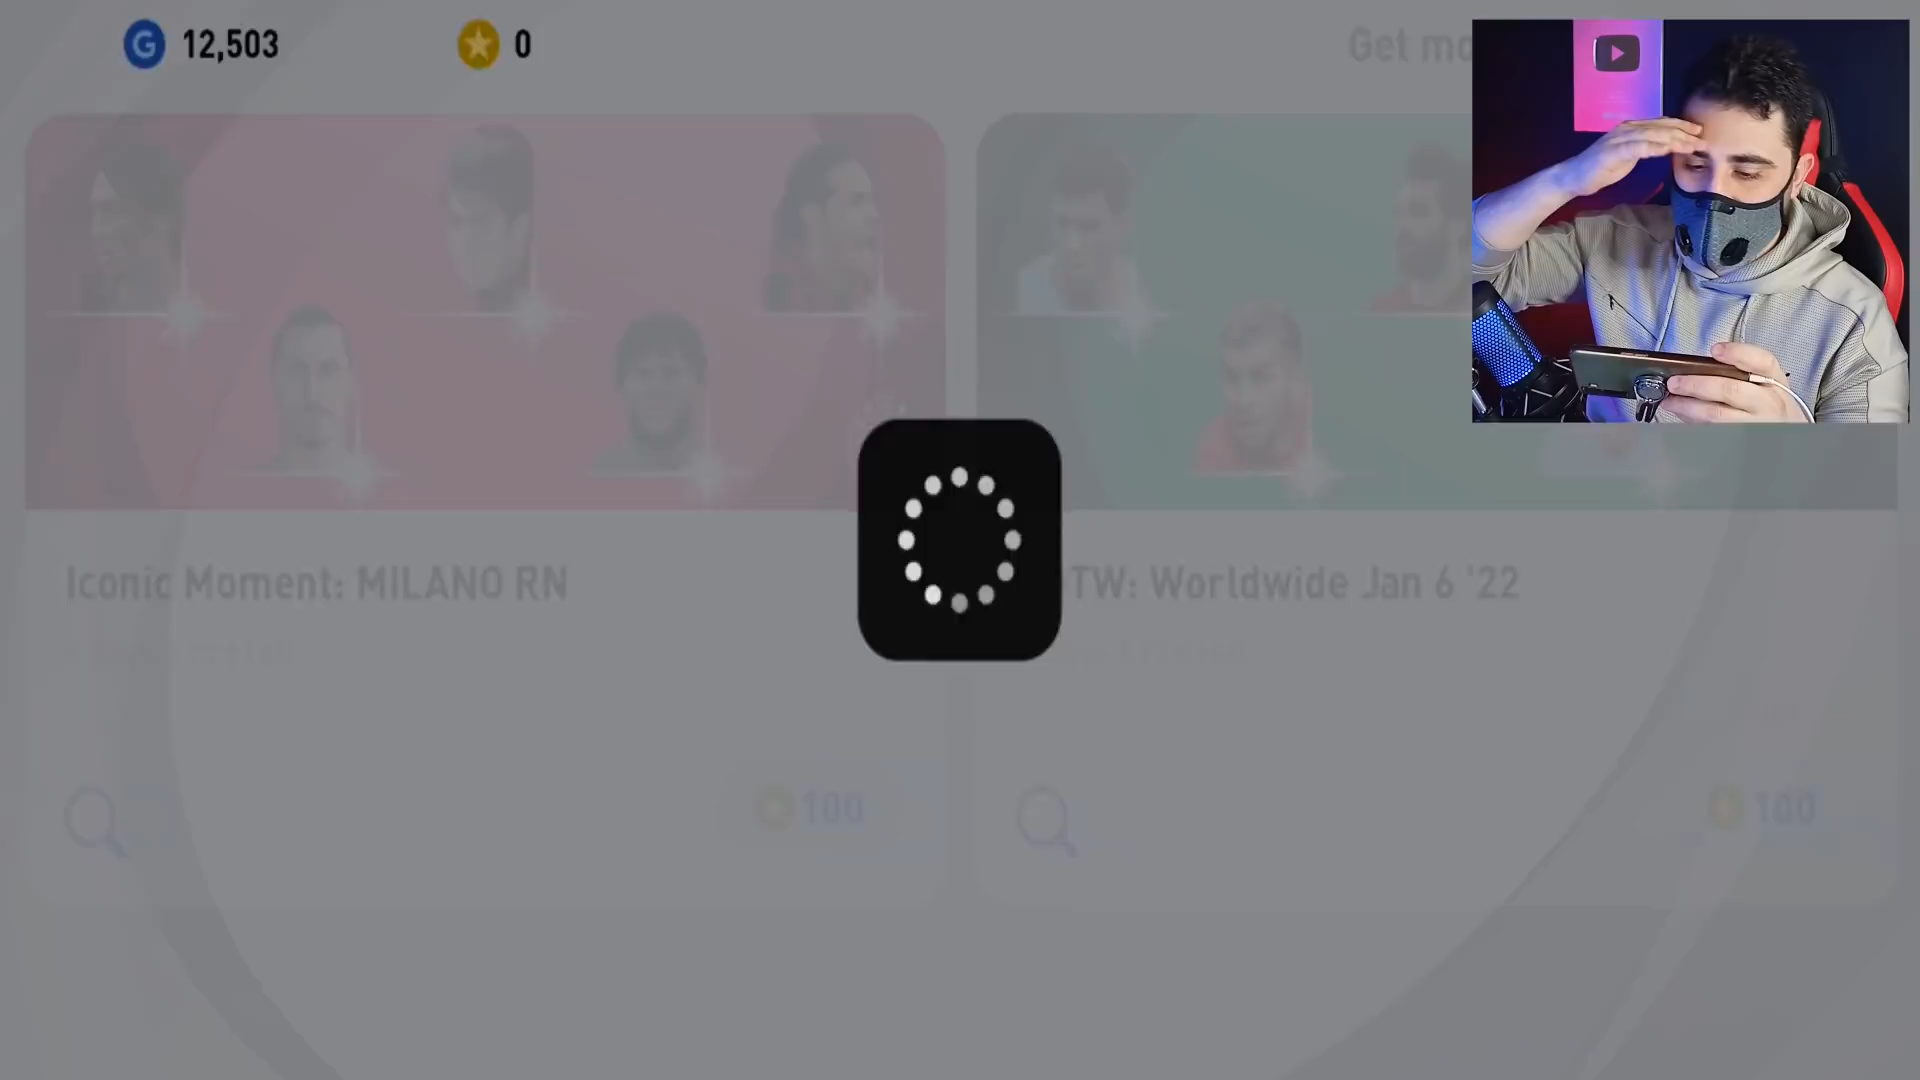 G 12,503
0
Get mo
Iconic Moment: MILANO RN
TW: Worldwide Jan 6 '22
100
100